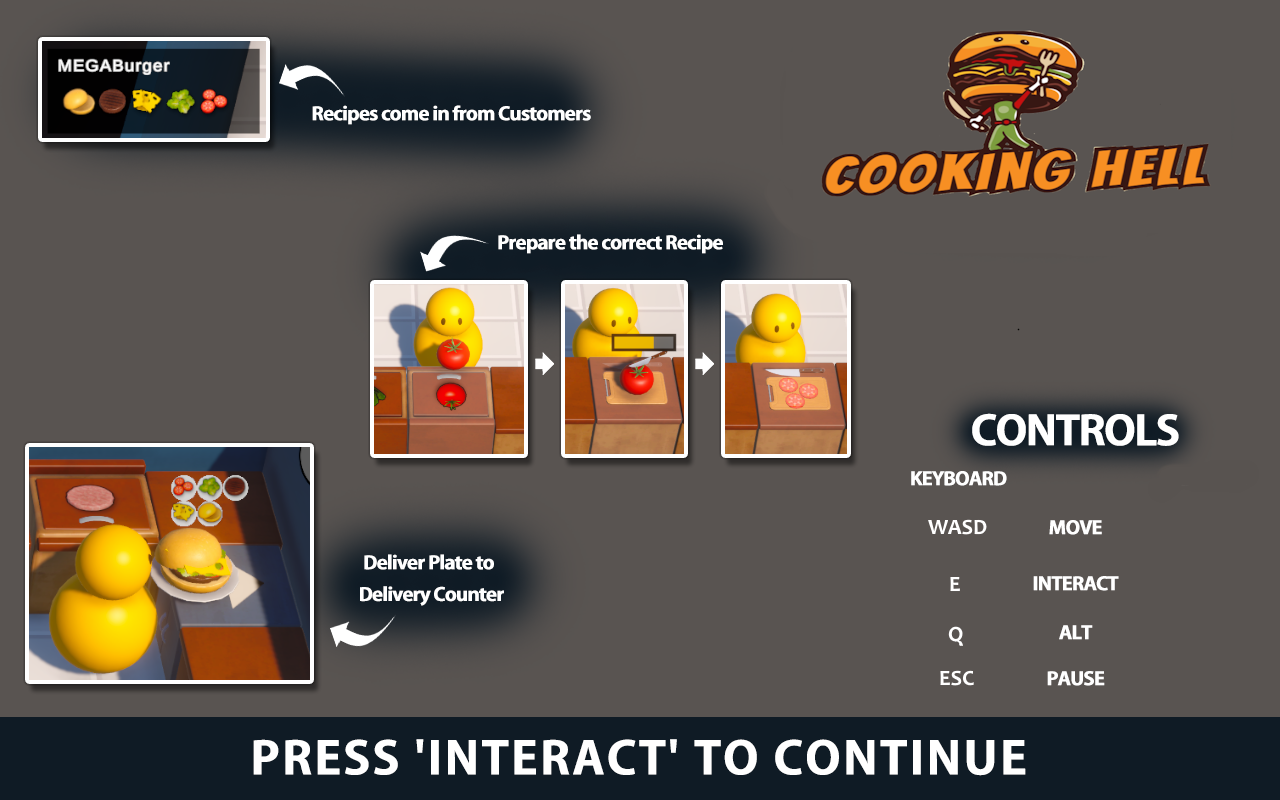 MEGABurger
Recipes come in from Customers
COOKING HELL
Prepare the correct Recipe
CONTROLS
KEYBOARD
WASD MOVE
E INTERACT
Q ALT
ESC PAUSE
Deliver Plate to
Delivery Counter
PRESS 'INTERACT' TO CONTINUE